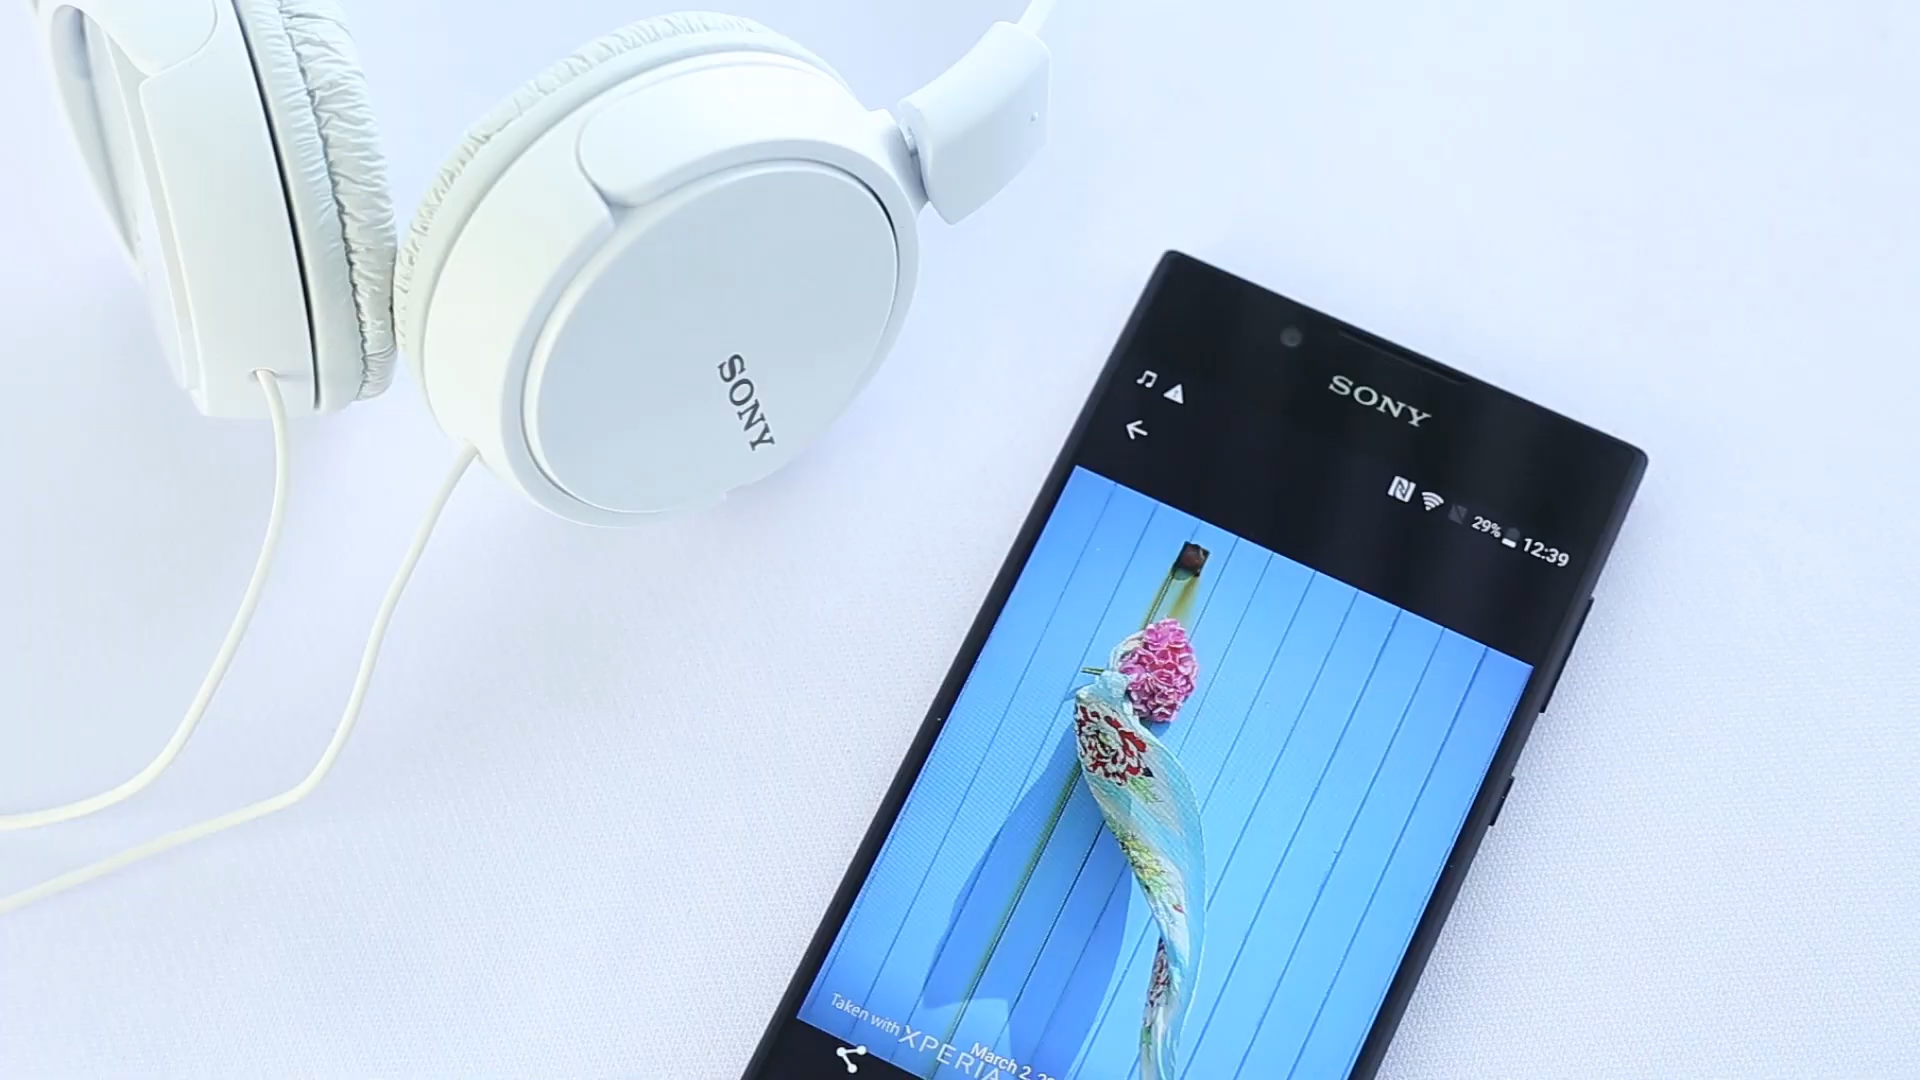 SONY
SONY
29% 12:39
Taken with
XPERIA
March 2,